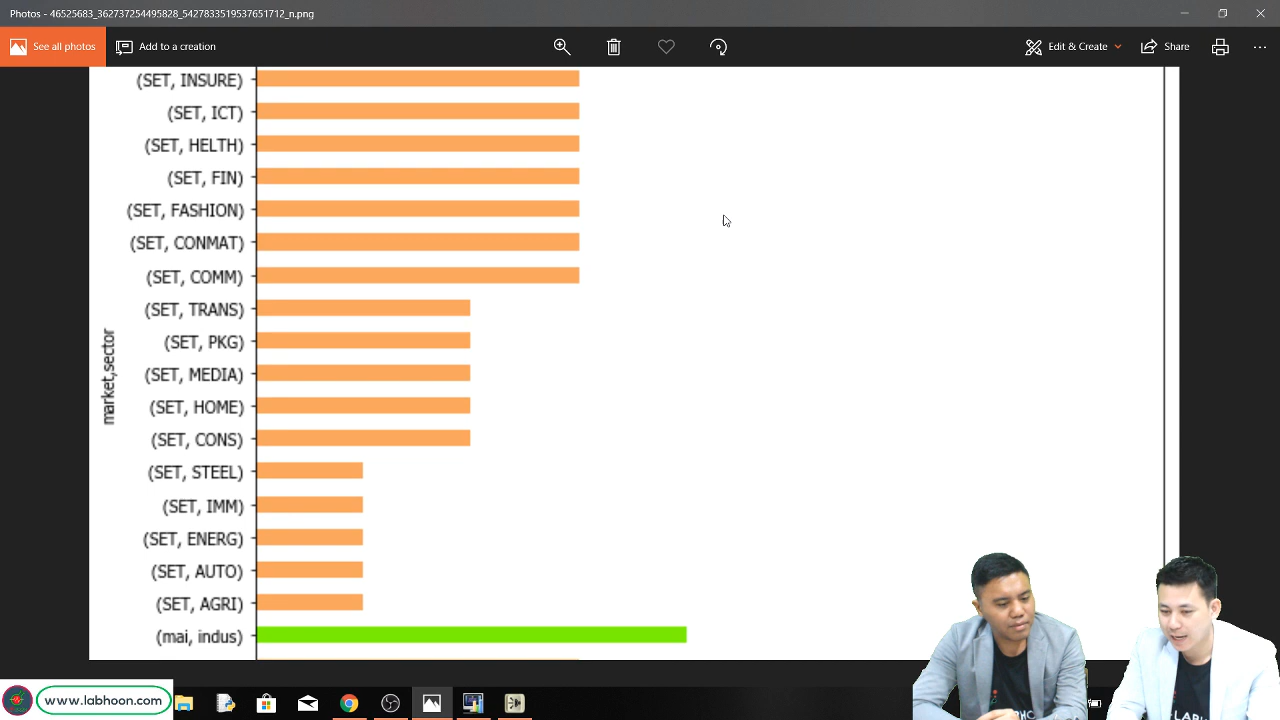 Photos - 46525683_362737254495828_5427833519537651712_n.png
See all photos
Add to a creation
Edit & Create
Share
(SET, INSURE)
(SET, ICT)
(SET, HELTH)
(SET, FIN)
(SET, FASHION)
(SET, CONMAT)
(SET, COMM)
(SET, TRANS)
(SET, PKG)
(SET, MEDIA)
(SET, HOME)
(SET, CONS)
(SET, STEEL)
(SET, IMM)
(SET, ENERG)
(SET, AUTO)
(SET, AGRI)
(mai, indus)
market,sector
www.labhoon.com